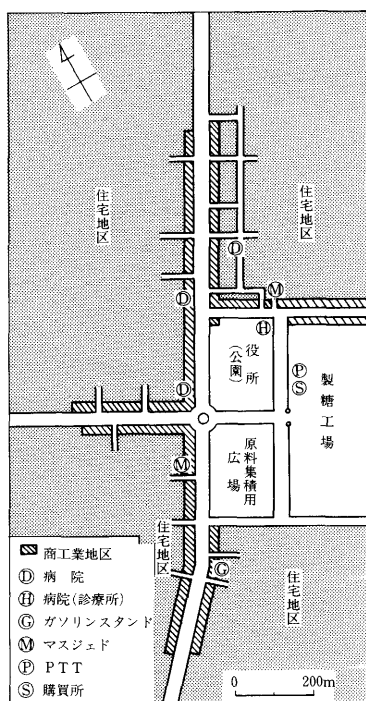 住宅地区
住宅地区
Ⓓ
Ⓜ
Ⓓ
Ⓗ
役所(公園)
Ⓟ
Ⓢ
製糖工場
Ⓓ
原料集積用広場
Ⓜ
住宅地区
Ⓖ
住宅地区
商工業地区
Ⓓ 病院
Ⓗ 病院(診療所)
Ⓖ ガソリンスタンド
Ⓜ マスジェド
Ⓟ PTT
Ⓢ 購買所
0 200m